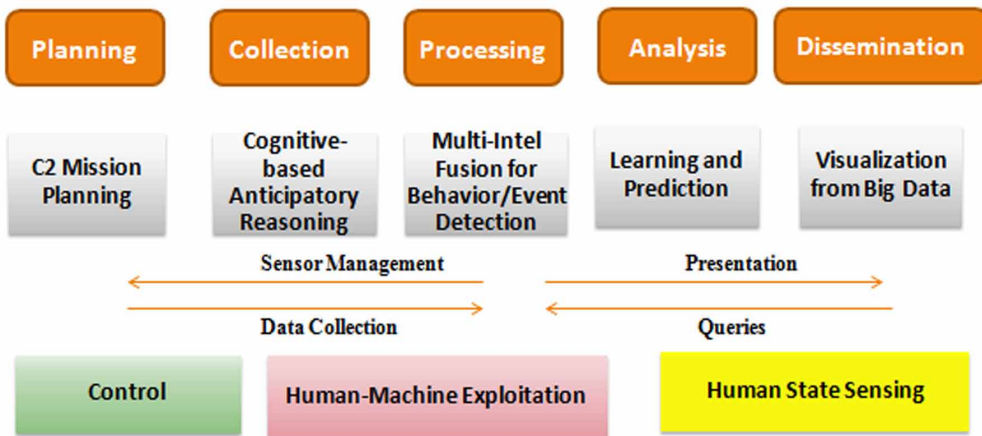 Planning
Collection
Processing
Analysis
Dissemination
C2 Mission
Planning
Cognitive-
based
Anticipatory
Reasoning
Multi-Intel
Fusion for
Behavior/Event
Detection
Learning and
Prediction
Visualization
from Big Data
Sensor Management
Presentation
Data Collection
Queries
Control
Human-Machine Exploitation
Human State Sensing